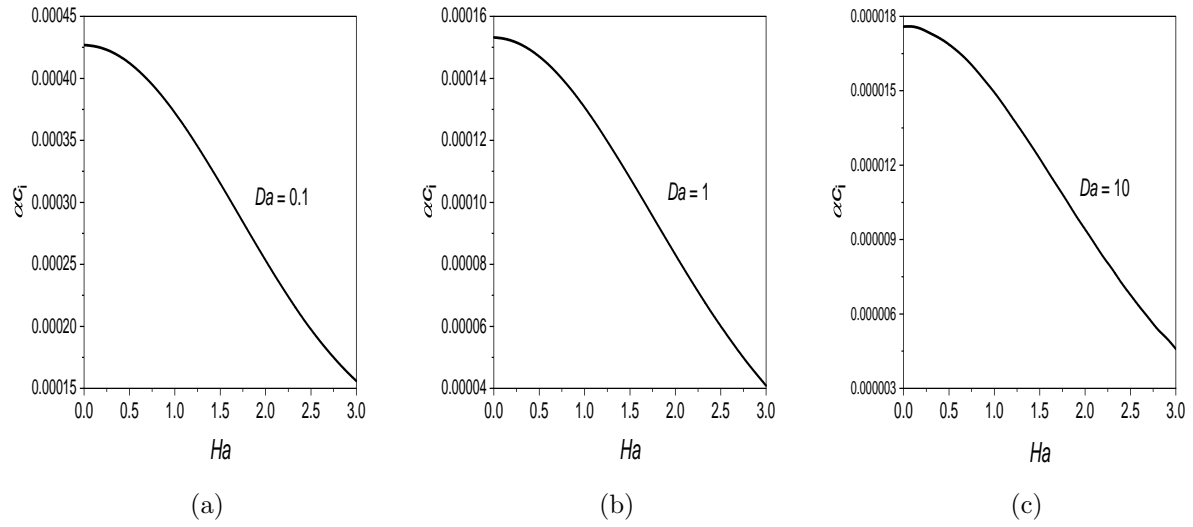 0.00045
0.00040
0.00035
0.00030
0.00025
0.00020
0.00015
αcᵢ
Da = 0.1
0.0 0.5 1.0 1.5 2.0 2.5 3.0
Ha
(a)
0.00016
0.00014
0.00012
0.00010
0.00008
0.00006
0.00004
αcᵢ
Da = 1
0.0 0.5 1.0 1.5 2.0 2.5 3.0
Ha
(b)
0.000018
0.000015
0.000012
0.000009
0.000006
0.000003
αcᵢ
Da = 10
0.0 0.5 1.0 1.5 2.0 2.5 3.0
Ha
(c)